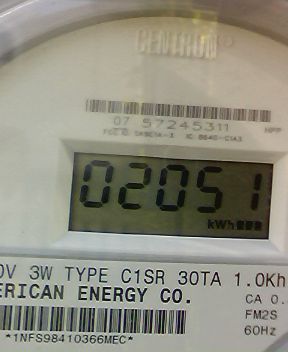 CENTRON®
07 57245311
HPP
02051
kWh
0V 3W TYPE C1SR 30TA 1.0Kh
ERICAN ENERGY CO.
CA 0.
FM2S
60Hz
*1NFS98410366MEC*